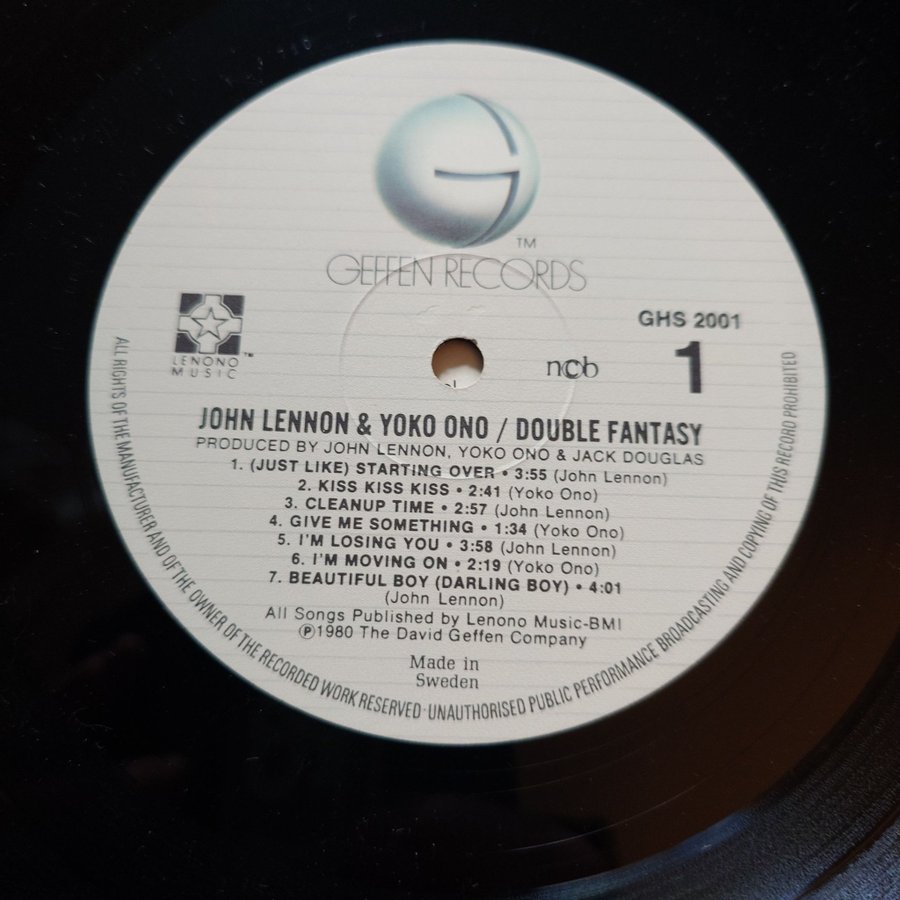 TM
GEFFEN RECORDS
LENONO ™
MUSIC
ncb
GHS 2001
1
JOHN LENNON & YOKO ONO / DOUBLE FANTASY
PRODUCED BY JOHN LENNON, YOKO ONO & JACK DOUGLAS
1. (JUST LIKE) STARTING OVER • 3:55 (John Lennon)
2. KISS KISS KISS • 2:41 (Yoko Ono)
3. CLEANUP TIME • 2:57 (John Lennon)
4. GIVE ME SOMETHING • 1:34 (Yoko Ono)
5. I'M LOSING YOU • 3:58 (John Lennon)
6. I'M MOVING ON • 2:19 (Yoko Ono)
7. BEAUTIFUL BOY (DARLING BOY) • 4:01
(John Lennon)
All Songs Published by Lenono Music-BMI
℗1980 The David Geffen Company
Made in
Sweden
ALL RIGHTS OF THE MANUFACTURER AND OF THE OWNER OF THE RECORDED WORK RESERVED · UNAUTHORISED PUBLIC PERFORMANCE BROADCASTING AND COPYING OF THIS RECORD PROHIBITED